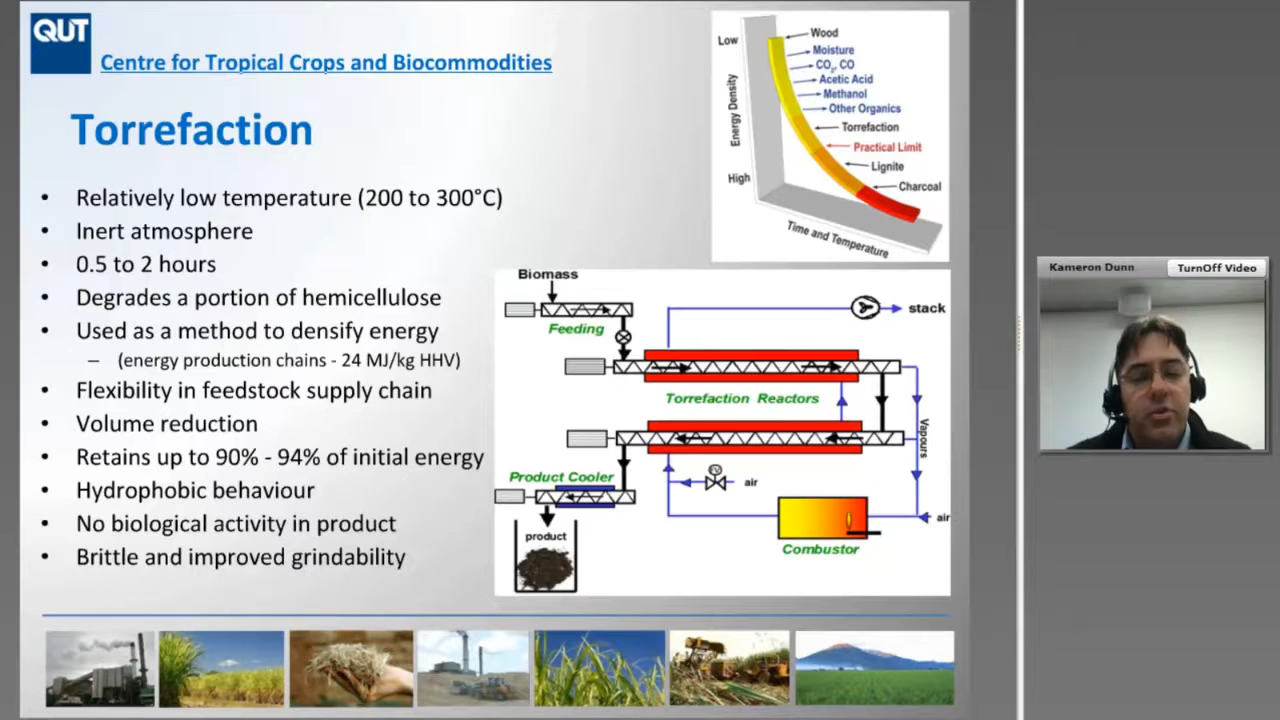 QUT
Centre for Tropical Crops and Biocommodities
Torrefaction
• Relatively low temperature (200 to 300°C)
• Inert atmosphere
• 0.5 to 2 hours
• Degrades a portion of hemicellulose
• Used as a method to densify energy
– (energy production chains - 24 MJ/kg HHV)
• Flexibility in feedstock supply chain
• Volume reduction
• Retains up to 90% - 94% of initial energy
• Hydrophobic behaviour
• No biological activity in product
• Brittle and improved grindability
Low
Energy Density
High
Time and Temperature
Wood
Moisture
CO₂, CO
Acetic Acid
Methanol
Other Organics
Torrefaction
Practical Limit
Lignite
Charcoal
Biomass
Feeding
stack
Torrefaction Reactors
Vapours
Product Cooler
air
air
product
Combustor
Kameron Dunn
TurnOff Video